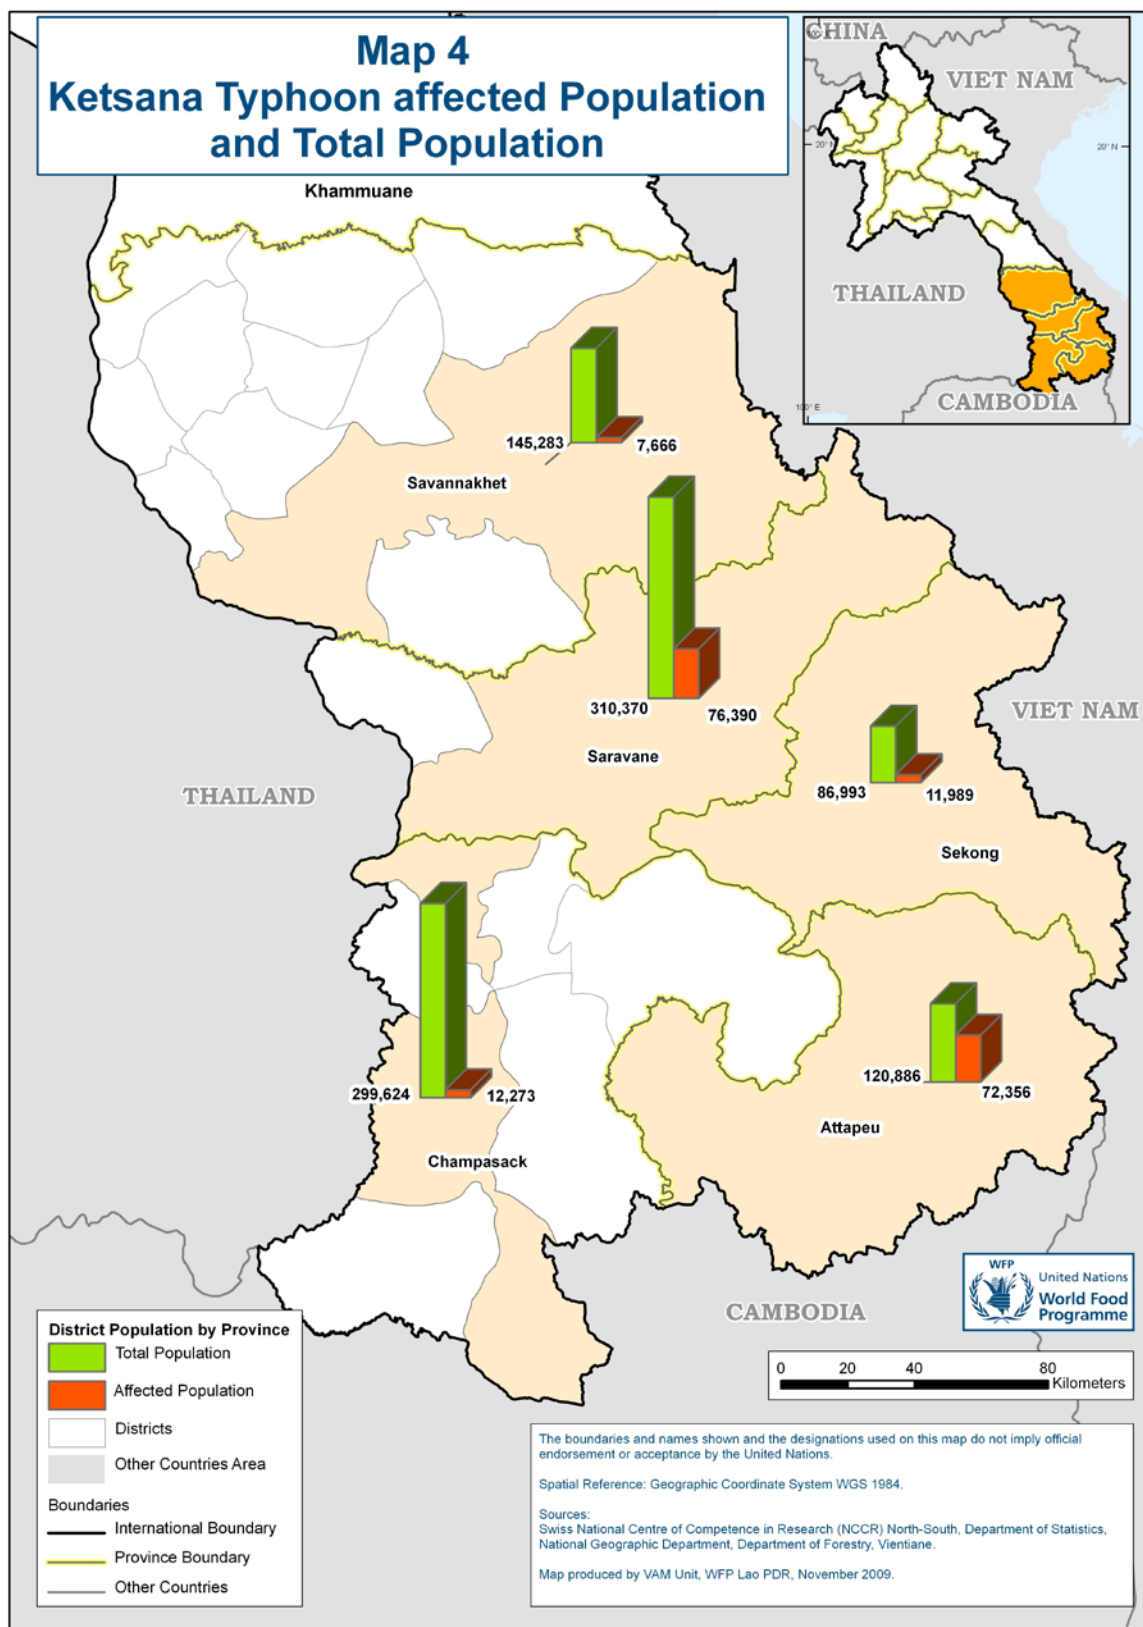 Map 4
Ketsana Typhoon affected Population
and Total Population
CHINA
VIET NAM
20° N
20° N
THAILAND
100° E
CAMBODIA
Khammuane
145,283
7,666
Savannakhet
310,370
76,390
Saravane
VIET NAM
THAILAND
86,993
11,989
Sekong
299,624
12,273
Champasack
120,886
72,356
Attapeu
CAMBODIA
WFP
United Nations
World Food
Programme
0 20 40 80
Kilometers
District Population by Province
Total Population
Affected Population
Districts
Other Countries Area
Boundaries
International Boundary
Province Boundary
Other Countries
The boundaries and names shown and the designations used on this map do not imply official
endorsement or acceptance by the United Nations.
Spatial Reference: Geographic Coordinate System WGS 1984.
Sources:
Swiss National Centre of Competence in Research (NCCR) North-South, Department of Statistics,
National Geographic Department, Department of Forestry, Vientiane.
Map produced by VAM Unit, WFP Lao PDR, November 2009.